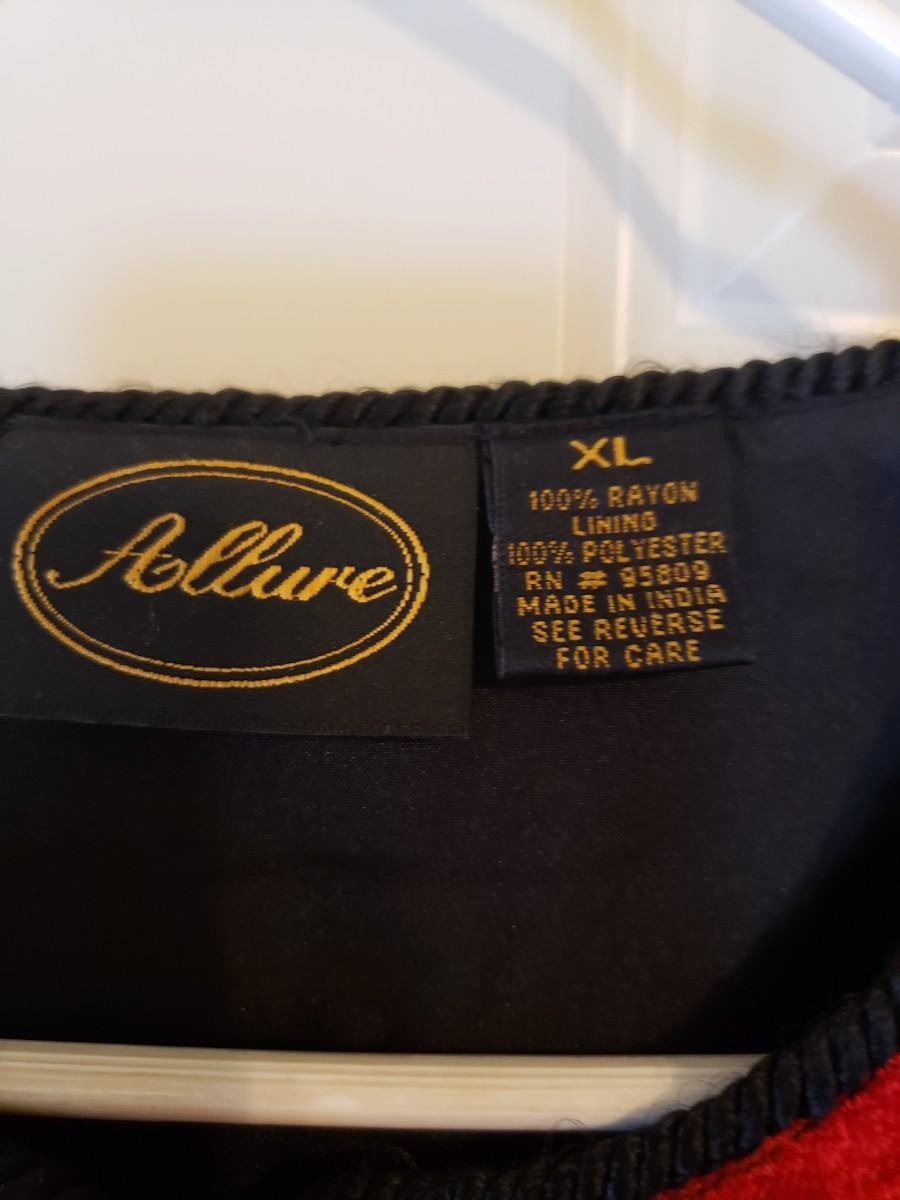 Allure
XL
100% RAYON
LINING
100% POLYESTER
RN # 95809
MADE IN INDIA
SEE REVERSE
FOR CARE